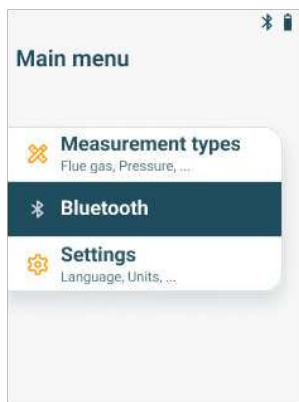 Main menu
Measurement types
Flue gas, Pressure, ...
Bluetooth
Settings
Language, Units, ...